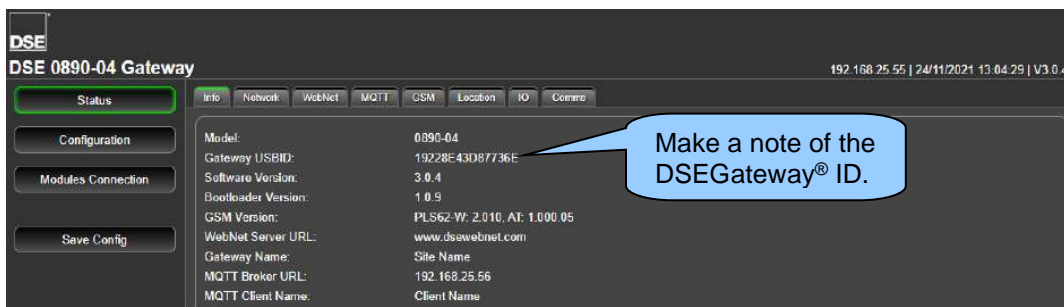 DSE
DSE 0890-04 Gateway
192.168.25.55 | 24/11/2021 13:04:29 | V3.0.4
Status
Info Network WebNet MQTT GSM Location IO Comms
Configuration
Modules Connection
Save Config
Model: 0890-04
Gateway USBID: 19228E43D87736E
Software Version: 3.0.4
Bootloader Version: 1.0.9
GSM Version: PLS62-W: 2.010, AT: 1.000.05
WebNet Server URL: www.dsewebnet.com
Gateway Name: Site Name
MQTT Broker URL: 192.168.25.56
MQTT Client Name: Client Name
Make a note of the
DSEGateway® ID.